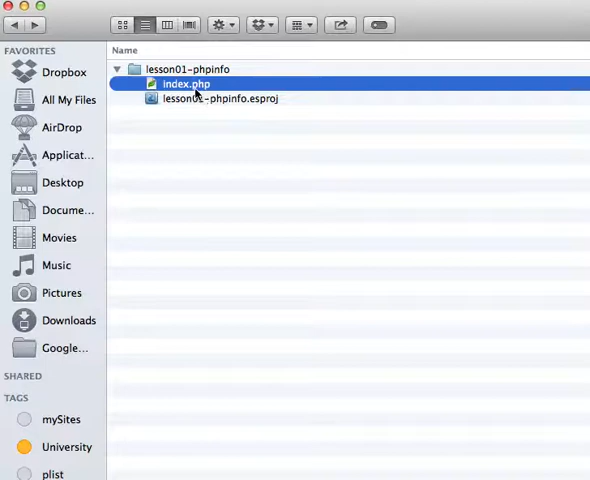 FAVORITES
Dropbox
All My Files
AirDrop
Applicat...
Desktop
Docume...
Movies
Music
Pictures
Downloads
Google...
SHARED
TAGS
mySites
University
plist
Name
lesson01-phpinfo
index.php
lesson01-phpinfo.esproj